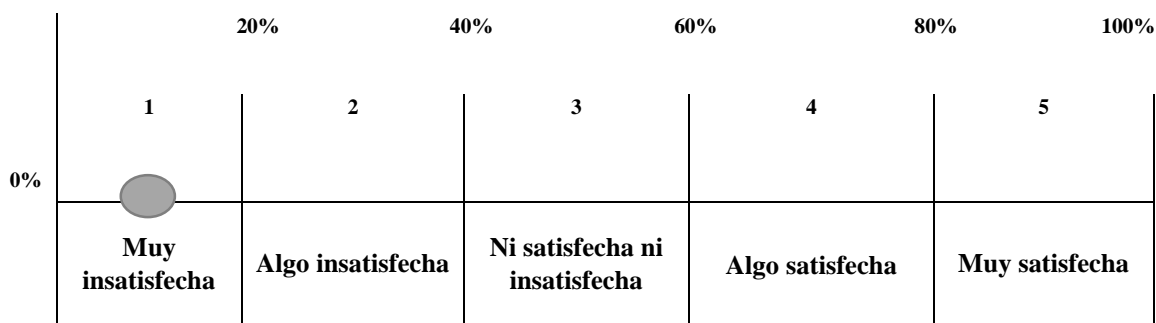 20% 40% 60% 80% 100%
1 2 3 4 5
0%
Muy
insatisfecha
Algo insatisfecha
Ni satisfecha ni
insatisfecha
Algo satisfecha
Muy satisfecha